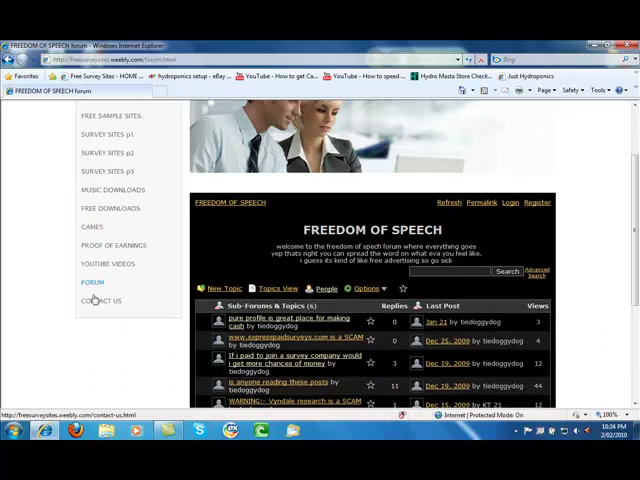 FREEDOM OF SPEECH forum - Windows Internet Explorer
http://freesurveysites.weebly.com/forum.html
Bing
Favorites Free Survey Sites - HOME ... hydroponics setup - eBay ... YouTube - How to get Ca... YouTube - How to speed ... Hydro Masta Store Check... Just Hydroponics
FREEDOM OF SPEECH forum
Page Safety Tools
FREE SAMPLE SITES
SURVEY SITES p1
SURVEY SITES p2
SURVEY SITES p3
MUSIC DOWNLOADS
FREE DOWNLOADS
GAMES
PROOF OF EARNINGS
YOUTUBE VIDEOS
FORUM
CONTACT US
FREEDOM OF SPEECH Refresh Permalink Login Register
FREEDOM OF SPEECH
welcome to the freedom of spech forum where everything goes
yep thats right you can spread the word on what eva you feel like.
i guess its kind of like free advertising so go sick
Search Advanced Search
New Topic Topics View People Options
Sub-Forums & Topics (6) Replies Last Post Views
pure profile is great place for making
cash by tiedoggydog 0 Jan 21 by tiedoggydog 3
www.expresspaidsurveys.com is a SCAM
by tiedoggydog 0 Dec 25, 2009 by tiedoggydog 4
If i paid to join a survey company would
i get more chances of money by
tiedoggydog 3 Dec 19, 2009 by tiedoggydog 12
is anyone reading these posts by
tiedoggydog 11 Dec 19, 2009 by tiedoggydog 44
WARNING:- Vyndale research is a SCAM
by tiedoggydog 1 Dec 15, 2009 by KT 21 12
http://freesurveysites.weebly.com/contact-us.html
Internet | Protected Mode: On
100%
10:24 PM
2/02/2010